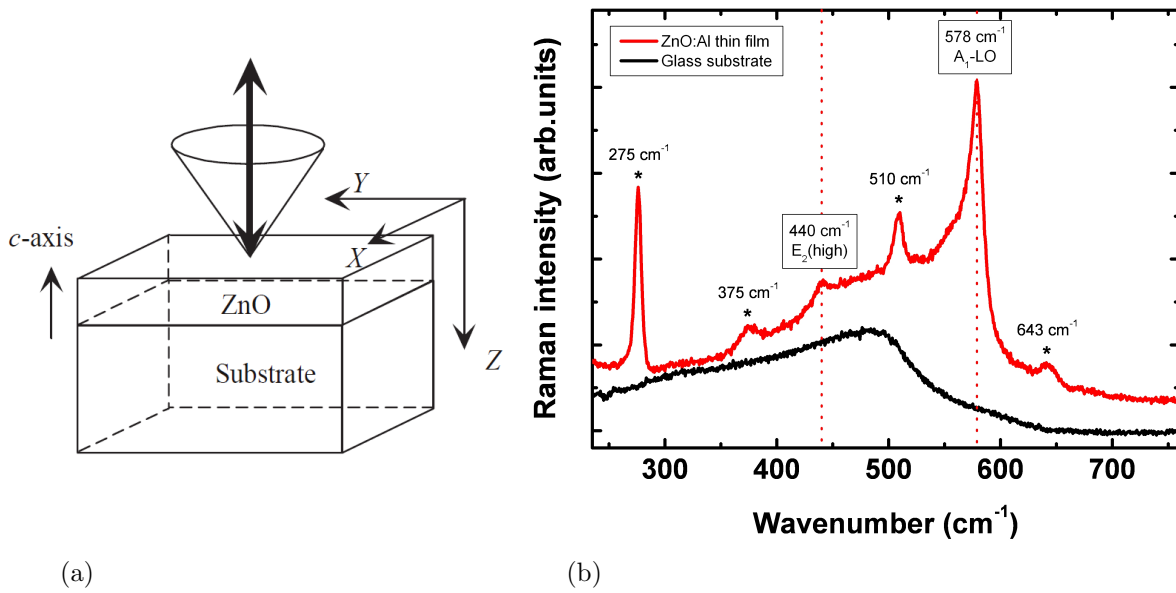 c-axis
Y
X
Z
ZnO
Substrate
(a)
Raman intensity (arb.units)
ZnO:Al thin film
Glass substrate
578 cm⁻¹
A₁-LO
275 cm⁻¹
*
510 cm⁻¹
*
440 cm⁻¹
E₂(high)
375 cm⁻¹
*
643 cm⁻¹
*
300 400 500 600 700
Wavenumber (cm⁻¹)
(b)